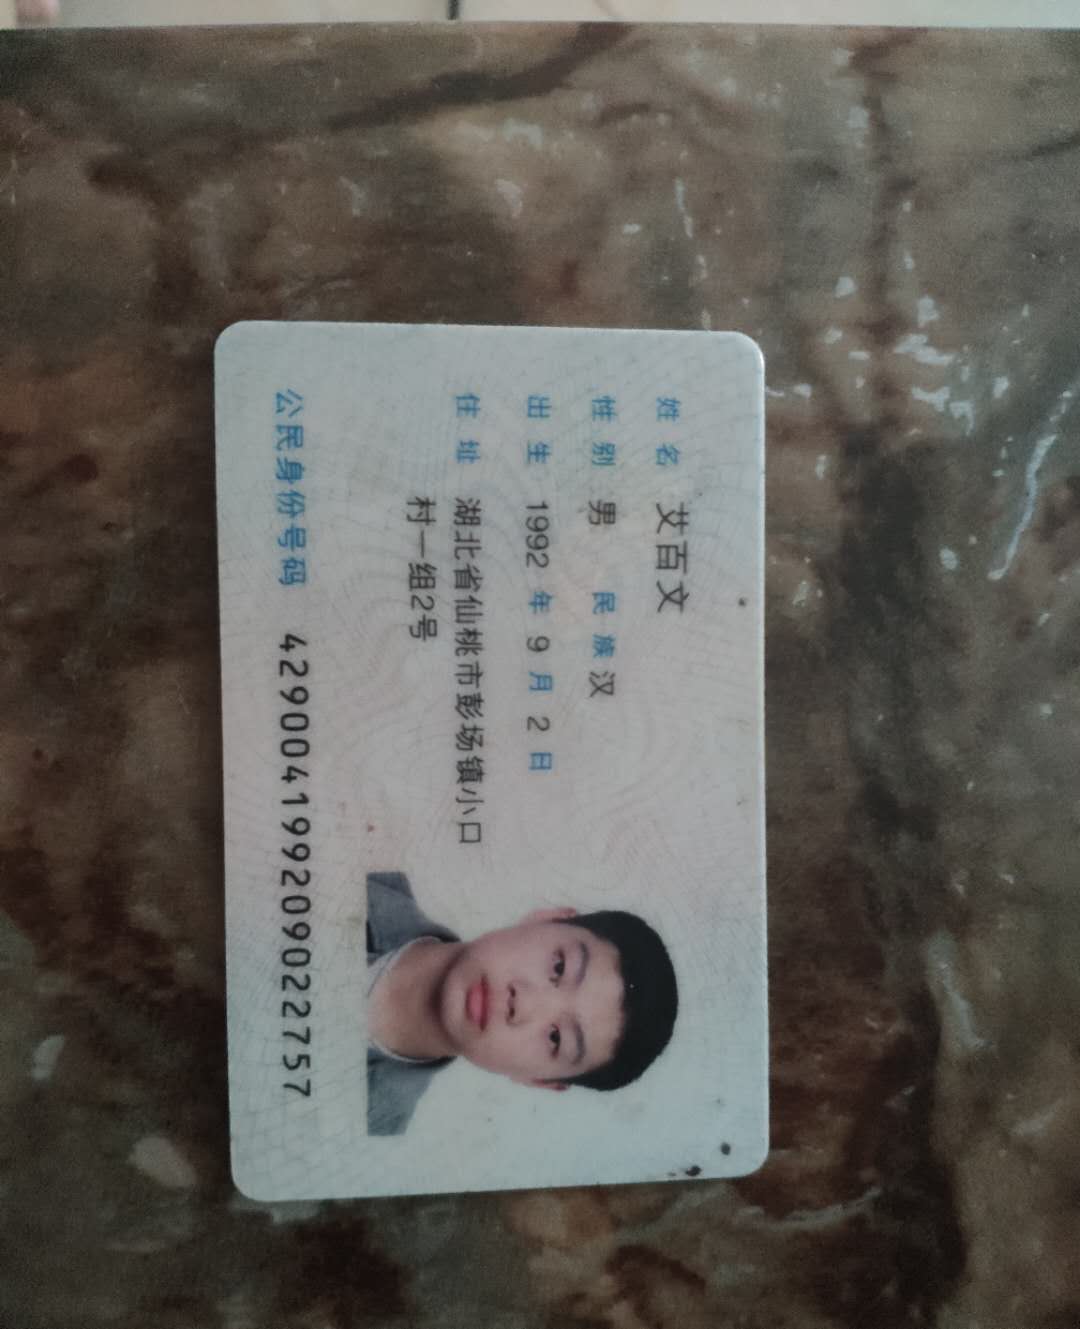 姓名 艾百文
性别 男 民族 汉
出生 1992 年 9 月 2 日
住址 湖北省仙桃市彭场镇小口
村一组2号
公民身份号码 429004199209022757